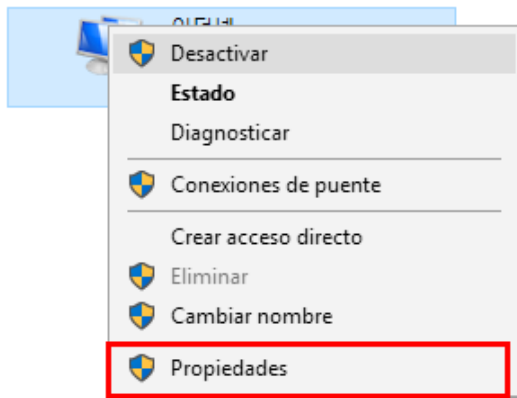 Desactivar
Estado
Diagnosticar
Conexiones de puente
Crear acceso directo
Eliminar
Cambiar nombre
Propiedades